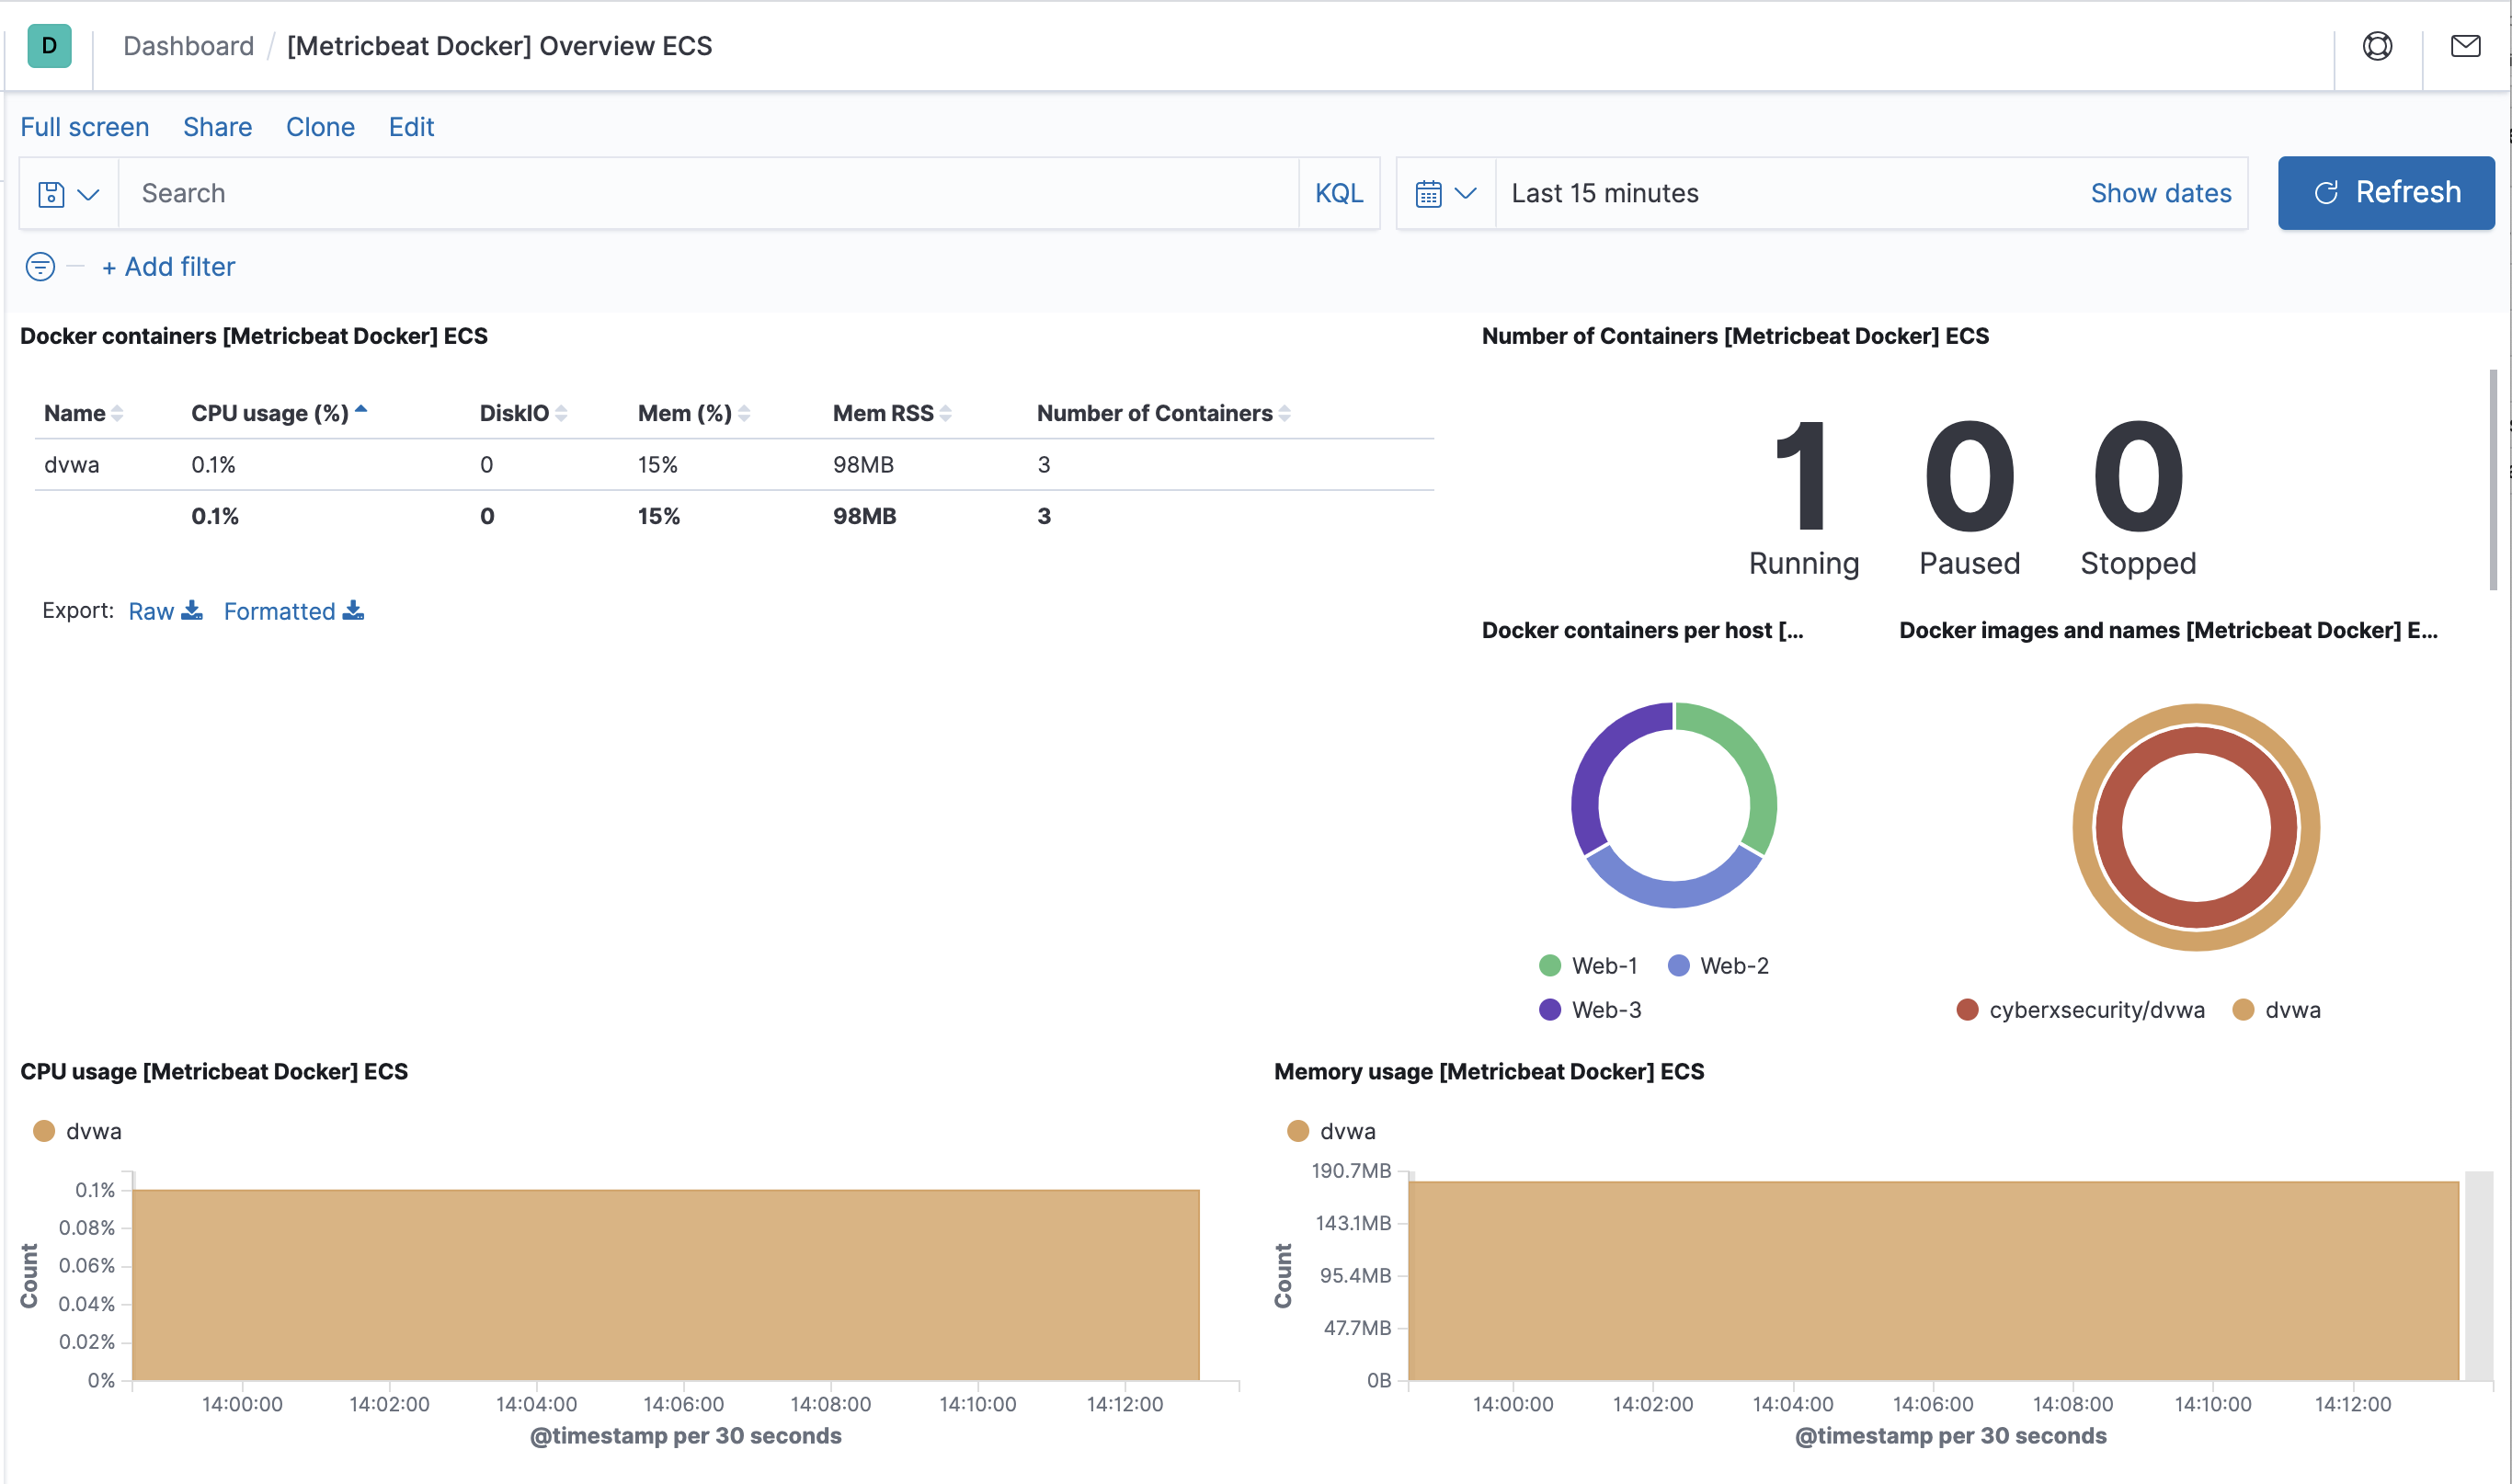 D Dashboard / [Metricbeat Docker] Overview ECS
Full screen Share Clone Edit
Search KQL Last 15 minutes Show dates Refresh
+ Add filter
Docker containers [Metricbeat Docker] ECS
Name CPU usage (%) DiskIO Mem (%) Mem RSS Number of Containers
dvwa 0.1% 0 15% 98MB 3
0.1% 0 15% 98MB 3
Export: Raw Formatted
Number of Containers [Metricbeat Docker] ECS
1 0 0
Running Paused Stopped
Docker containers per host [...
Web-1 Web-2
Web-3
Docker images and names [Metricbeat Docker] E...
cyberxsecurity/dvwa dvwa
CPU usage [Metricbeat Docker] ECS
dvwa
Count
0.1%
0.08%
0.06%
0.04%
0.02%
0%
14:00:00 14:02:00 14:04:00 14:06:00 14:08:00 14:10:00 14:12:00
@timestamp per 30 seconds
Memory usage [Metricbeat Docker] ECS
dvwa
Count
190.7MB
143.1MB
95.4MB
47.7MB
0B
14:00:00 14:02:00 14:04:00 14:06:00 14:08:00 14:10:00 14:12:00
@timestamp per 30 seconds